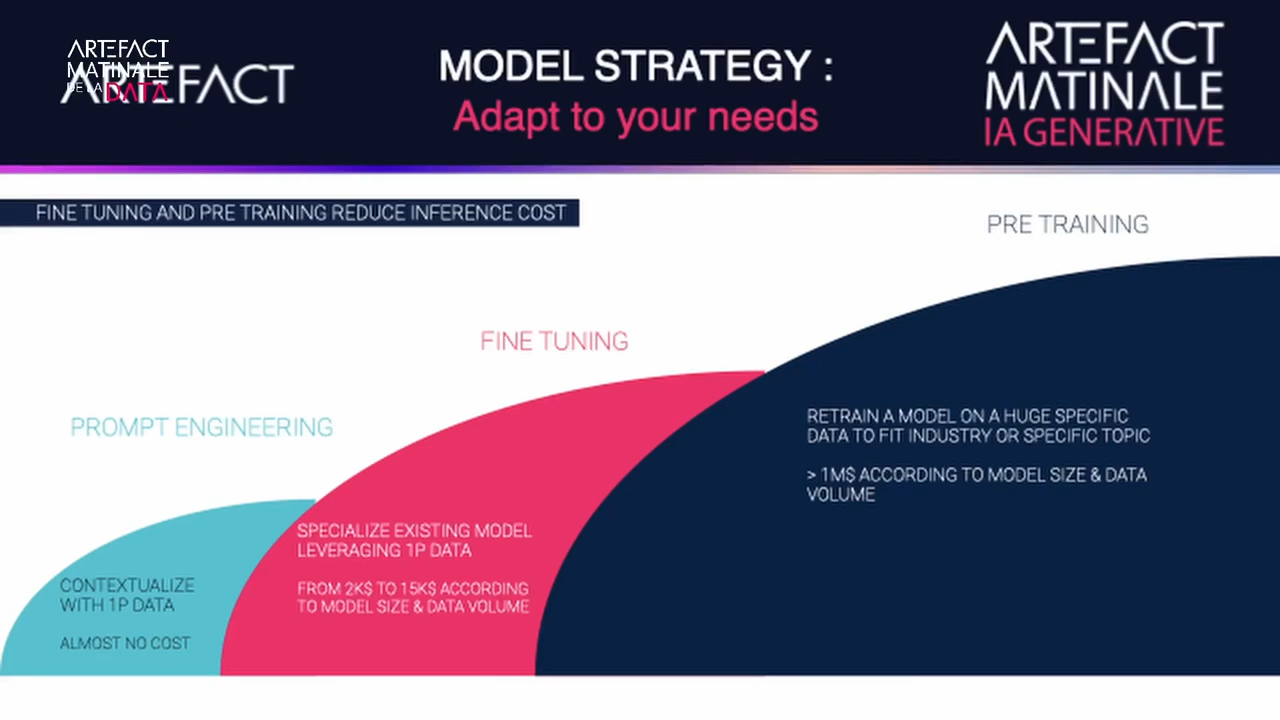 ARTEFACT
MATINALE
DE LA DATA
ARTEFACT
MODEL STRATEGY :
Adapt to your needs
ARTEFACT
MATINALE
IA GENERATIVE
FINE TUNING AND PRE TRAINING REDUCE INFERENCE COST
PRE TRAINING
FINE TUNING
PROMPT ENGINEERING
RETRAIN A MODEL ON A HUGE SPECIFIC
DATA TO FIT INDUSTRY OR SPECIFIC TOPIC
> 1M$ ACCORDING TO MODEL SIZE & DATA
VOLUME
SPECIALIZE EXISTING MODEL
LEVERAGING 1P DATA
FROM 2K$ TO 15K$ ACCORDING
TO MODEL SIZE & DATA VOLUME
CONTEXTUALIZE
WITH 1P DATA
ALMOST NO COST